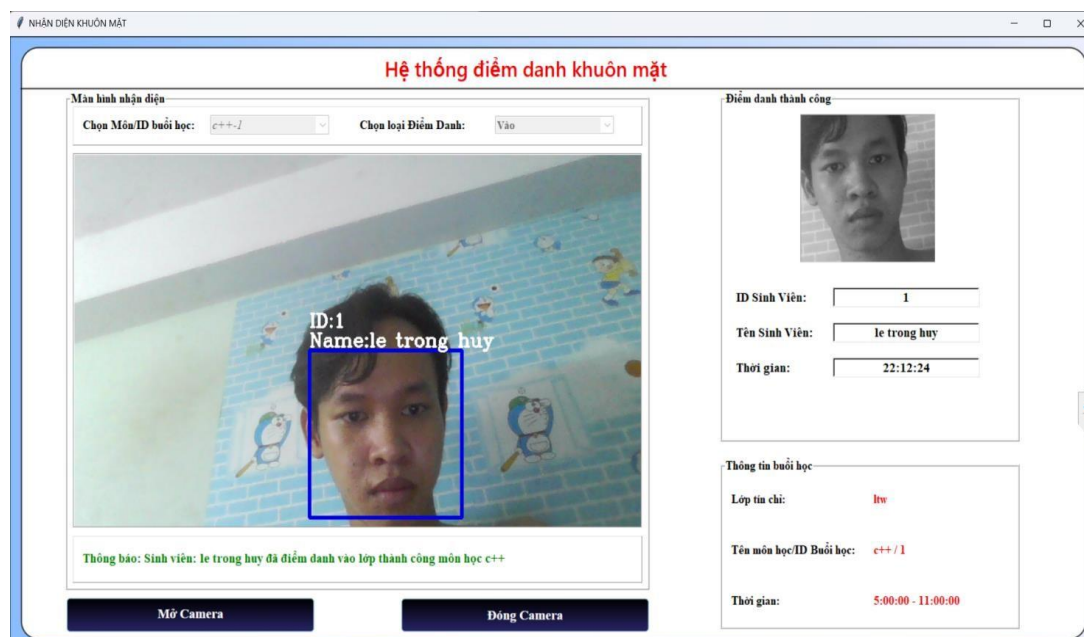 NHẬN DIỆN KHUÔN MẶT
Hệ thống điểm danh khuôn mặt
Màn hình nhận diện
Chọn Môn/ID buổi học: c++-1 Chọn loại Điểm Danh: Vào
ID:1
Name:le trong huy
Thông báo: Sinh viên: le trong huy đã điểm danh vào lớp thành công môn học c++
Mở Camera Đóng Camera
Điểm danh thành công
ID Sinh Viên: 1
Tên Sinh Viên: le trong huy
Thời gian: 22:12:24
Thông tin buổi học
Lớp tín chỉ: ltw
Tên môn học/ID Buổi học: c++ / 1
Thời gian: 5:00:00 - 11:00:00